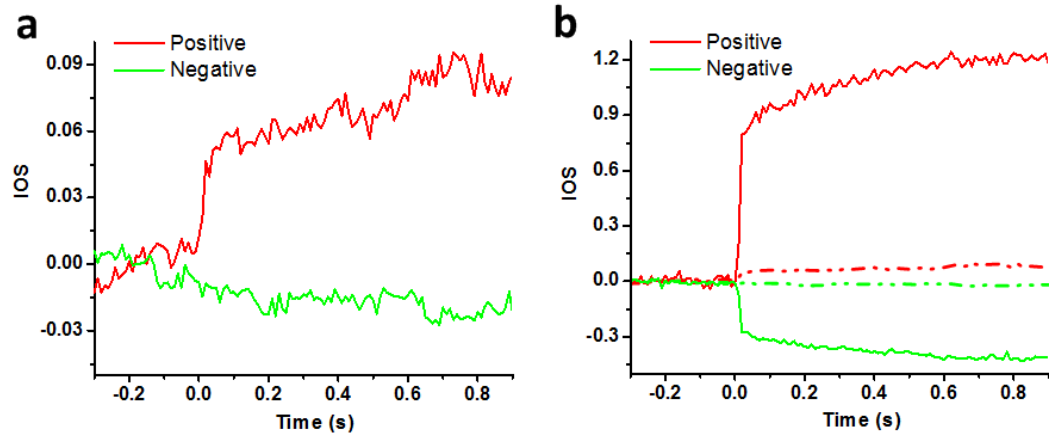 a
Positive
Negative
0.09
0.06
0.03
0.00
-0.03
IOS
-0.2 0.0 0.2 0.4 0.6 0.8
Time (s)
b
Positive
Negative
1.2
0.9
0.6
0.3
0.0
-0.3
IOS
-0.2 0.0 0.2 0.4 0.6 0.8
Time (s)